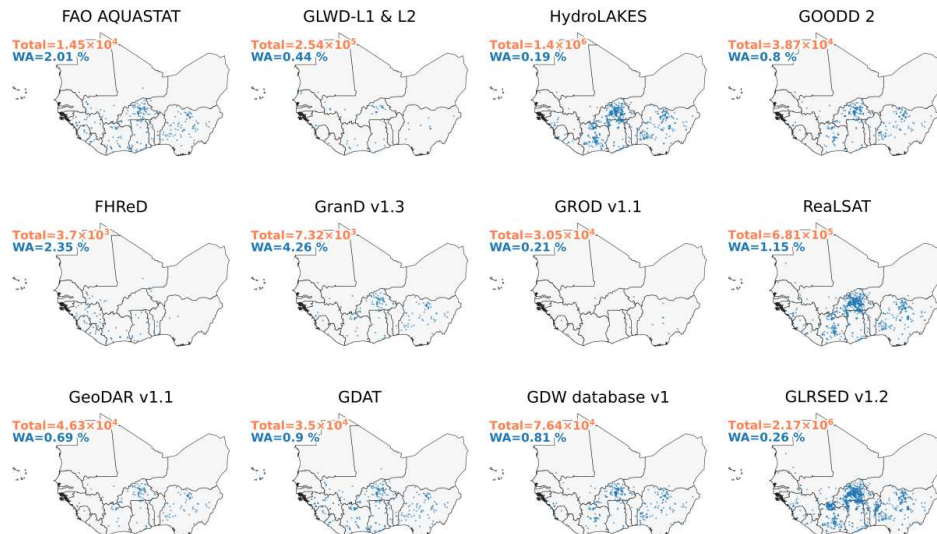 FAO AQUASTAT
Total=1.45×10⁴
WA=2.01 %
GLWD-L1 & L2
Total=2.54×10⁵
WA=0.44 %
HydroLAKES
Total=1.4×10⁶
WA=0.19 %
GOODD 2
Total=3.87×10⁴
WA=0.8 %
FHReD
Total=3.7×10³
WA=2.35 %
GranD v1.3
Total=7.32×10³
WA=4.26 %
GROD v1.1
Total=3.05×10⁴
WA=0.21 %
ReaLSAT
Total=6.81×10⁵
WA=1.15 %
GeoDAR v1.1
Total=4.63×10⁴
WA=0.69 %
GDAT
Total=3.5×10⁴
WA=0.9 %
GDW database v1
Total=7.64×10⁴
WA=0.81 %
GLRSED v1.2
Total=2.17×10⁶
WA=0.26 %